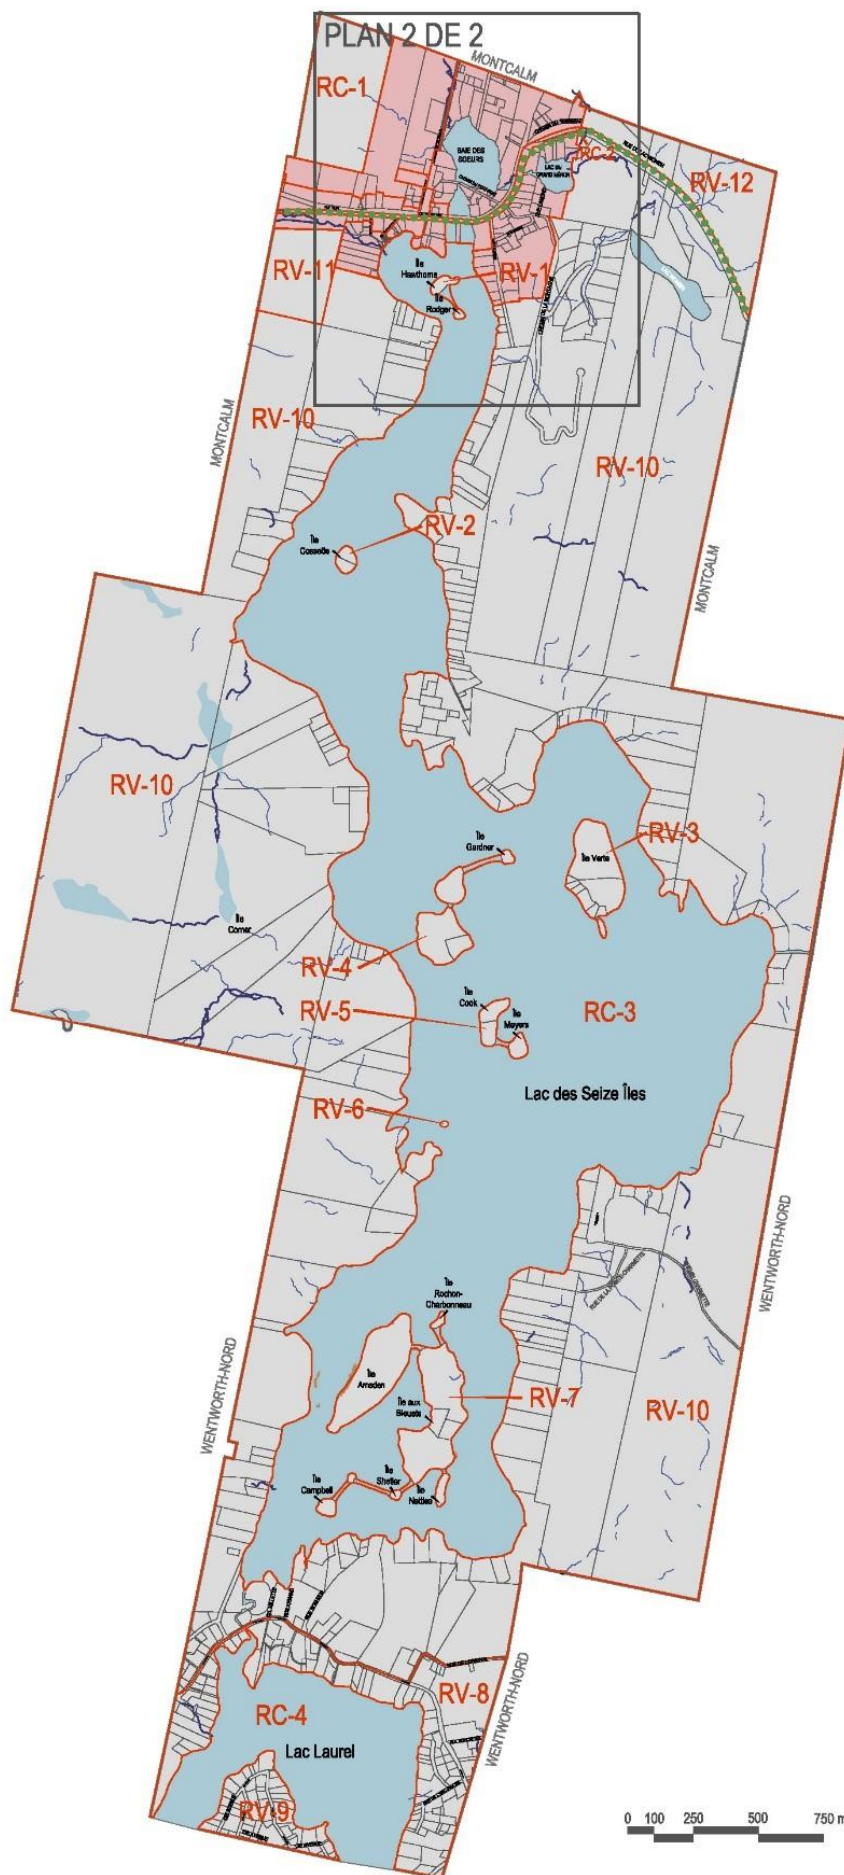 PLAN 2 DE 2
MONTCALM
RC-1
BAIE DES
SOEURS
RC-2
RV-12
RV-11
Île
Hawthorne
RV-1
Île
Rodger
RV-10
MONTCALM
RV-10
RV-2
Île
Cossette
MONTCALM
RV-10
Île
Gardner
RV-3
Île Verte
Île
Corner
RV-4
Île
Cook
RV-5
Île
Meyers
RC-3
Lac des Seize Îles
RV-6
WENTWORTH-NORD
Île
Rochon-
Charbonneau
WENTWORTH-NORD
Île
Amsden
RV-7
Île aux
Bleuets
RV-10
Île
Campbell
Île
Shetler
Île
Nettles
RV-8
WENTWORTH-NORD
RC-4
Lac Laurel
RV-9
0 100 250 500 750 m